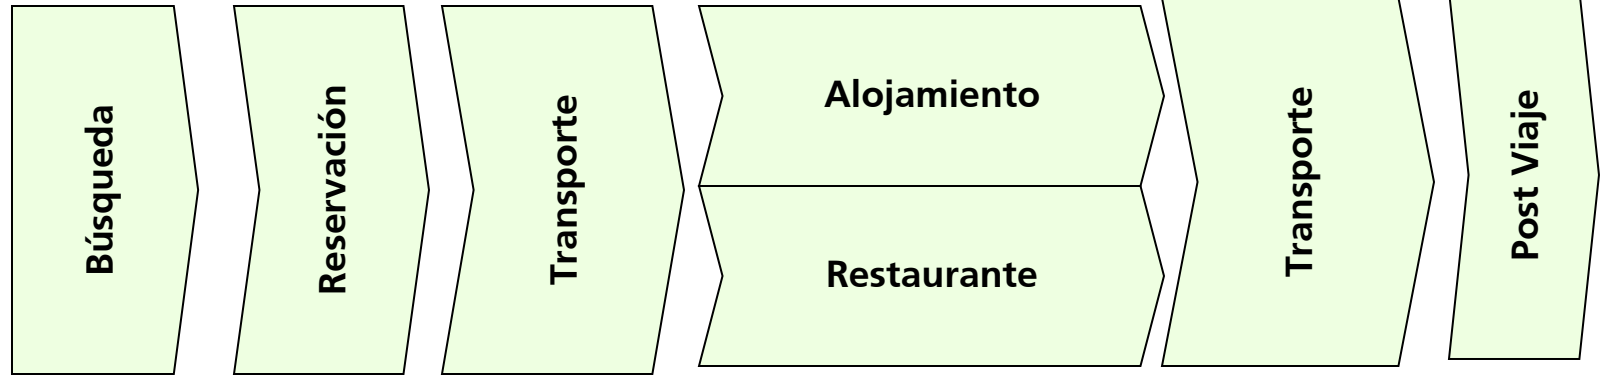 Búsqueda
Reservación
Transporte
Alojamiento
Restaurante
Transporte
Post Viaje